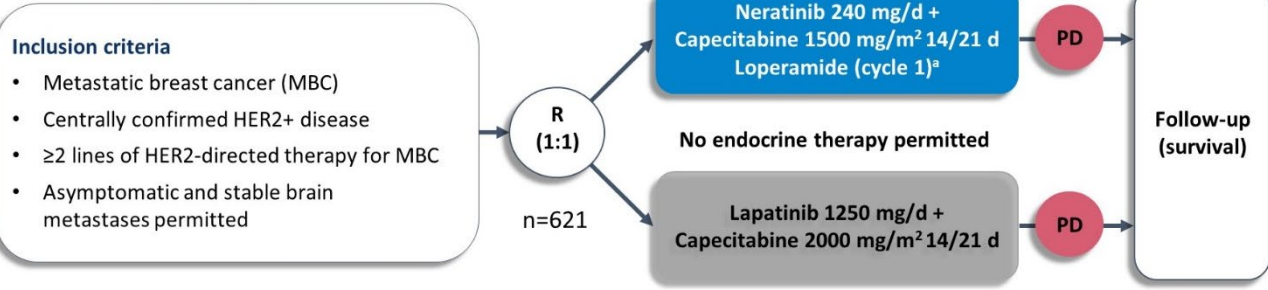 Inclusion criteria
• Metastatic breast cancer (MBC)
• Centrally confirmed HER2+ disease
• ≥2 lines of HER2-directed therapy for MBC
• Asymptomatic and stable brain
metastases permitted
R
(1:1)
n=621
Neratinib 240 mg/d +
Capecitabine 1500 mg/m² 14/21 d
Loperamide (cycle 1)ᵃ
PD
No endocrine therapy permitted
Lapatinib 1250 mg/d +
Capecitabine 2000 mg/m² 14/21 d
PD
Follow-up
(survival)